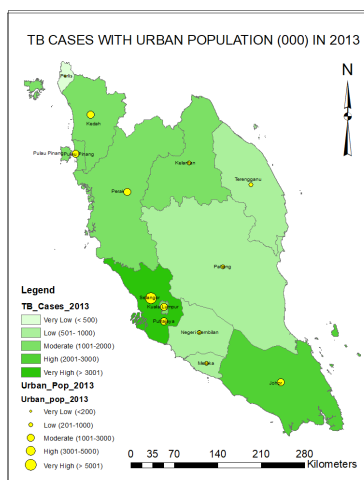 TB CASES WITH URBAN POPULATION (000) IN 2013
N
Perlis
Kedah
Pulau Pinang
Pulau Pinang
Kelantan
Terengganu
Perak
Pahang
Selangor
Kuala Lumpur
Putrajaya
Negeri Sembilan
Melaka
Johor
Legend
TB_Cases_2013
Very Low (< 500)
Low (501- 1000)
Moderate (1001-2000)
High (2001-3000)
Very High (> 3001)
Urban_Pop_2013
Urban_pop_2013
Very Low (<200)
Low (201-1000)
Moderate (1001-3000)
High (3001-5000)
Very High (> 5001)
0 35 70 140 210 280
Kilometers